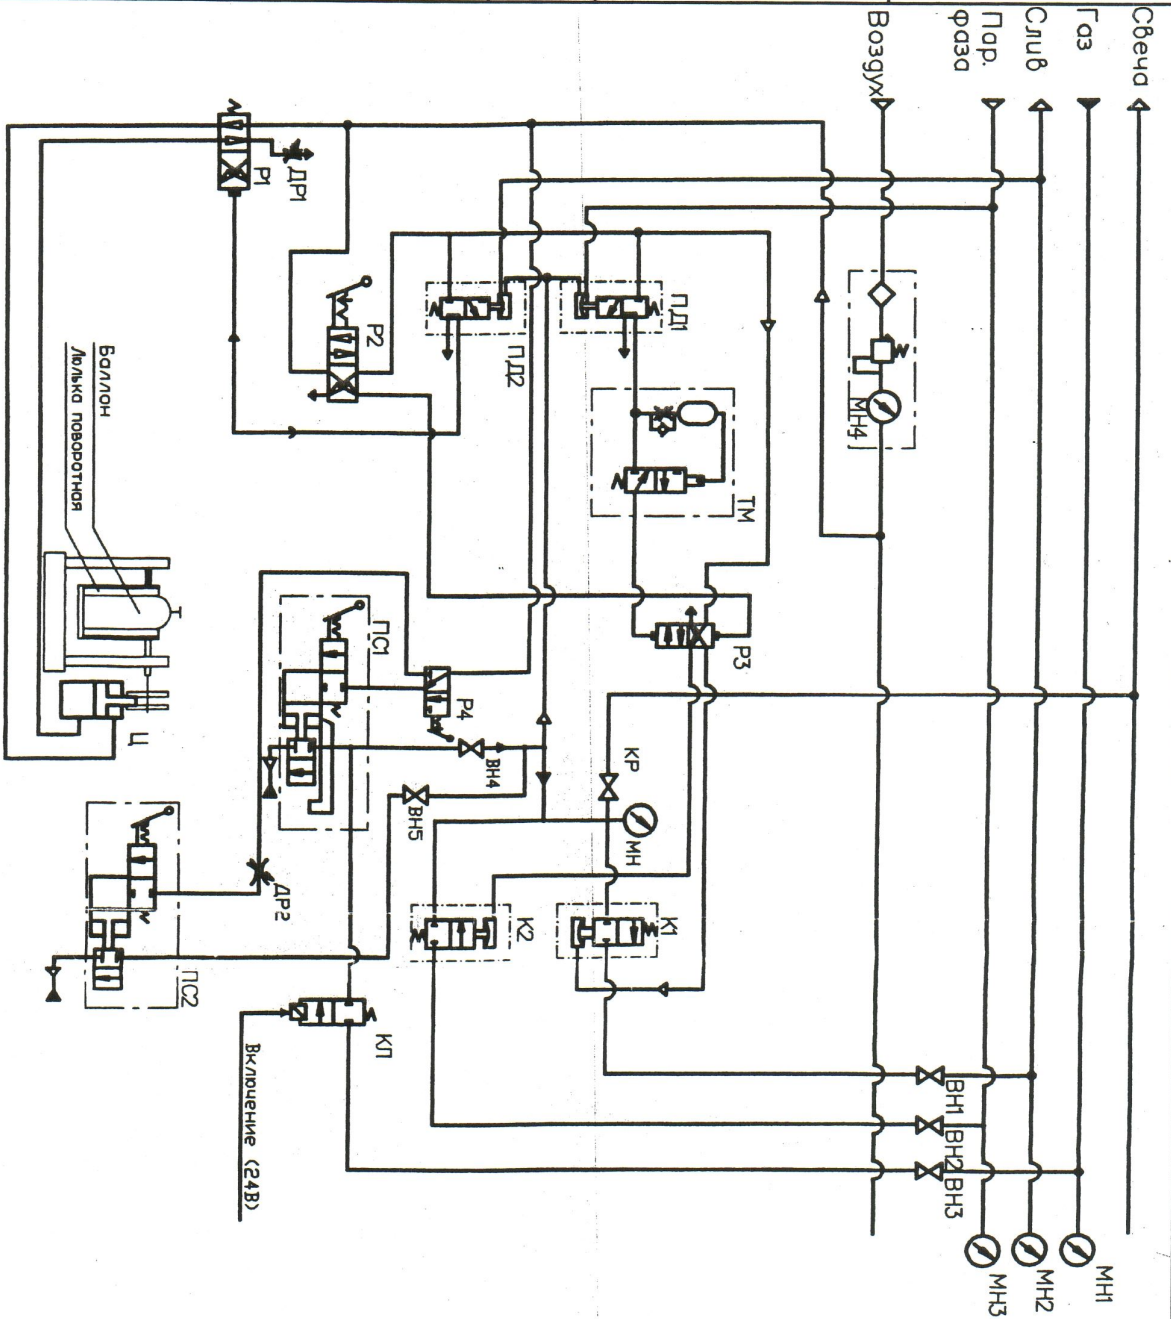 Воздух
Пар.
фаза
Слив
Газ
Свеча
Р1
ДР1
Р2
ПД2
ПД1
МН4
ТМ
Баллон
Люлька поворотная
Ц
ПС1
Р4
Р3
ВН4
ВН5
КР
МН
ДР2
К2
К1
ПС2
КП
Включение (24В)
ВН1
ВН2
ВН3
МН3
МН2
МН1